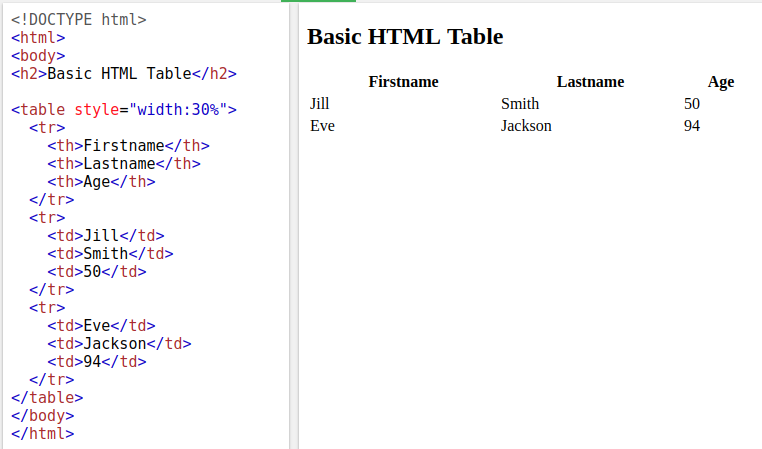 <!DOCTYPE html>
<html>
<body>
<h2>Basic HTML Table</h2>

<table style="width:30%">
  <tr>
    <th>Firstname</th>
    <th>Lastname</th>
    <th>Age</th>
  </tr>
  <tr>
    <td>Jill</td>
    <td>Smith</td>
    <td>50</td>
  </tr>
  <tr>
    <td>Eve</td>
    <td>Jackson</td>
    <td>94</td>
  </tr>
</table>
</body>
</html>
Basic HTML Table
Firstname Lastname Age
Jill Smith 50
Eve Jackson 94